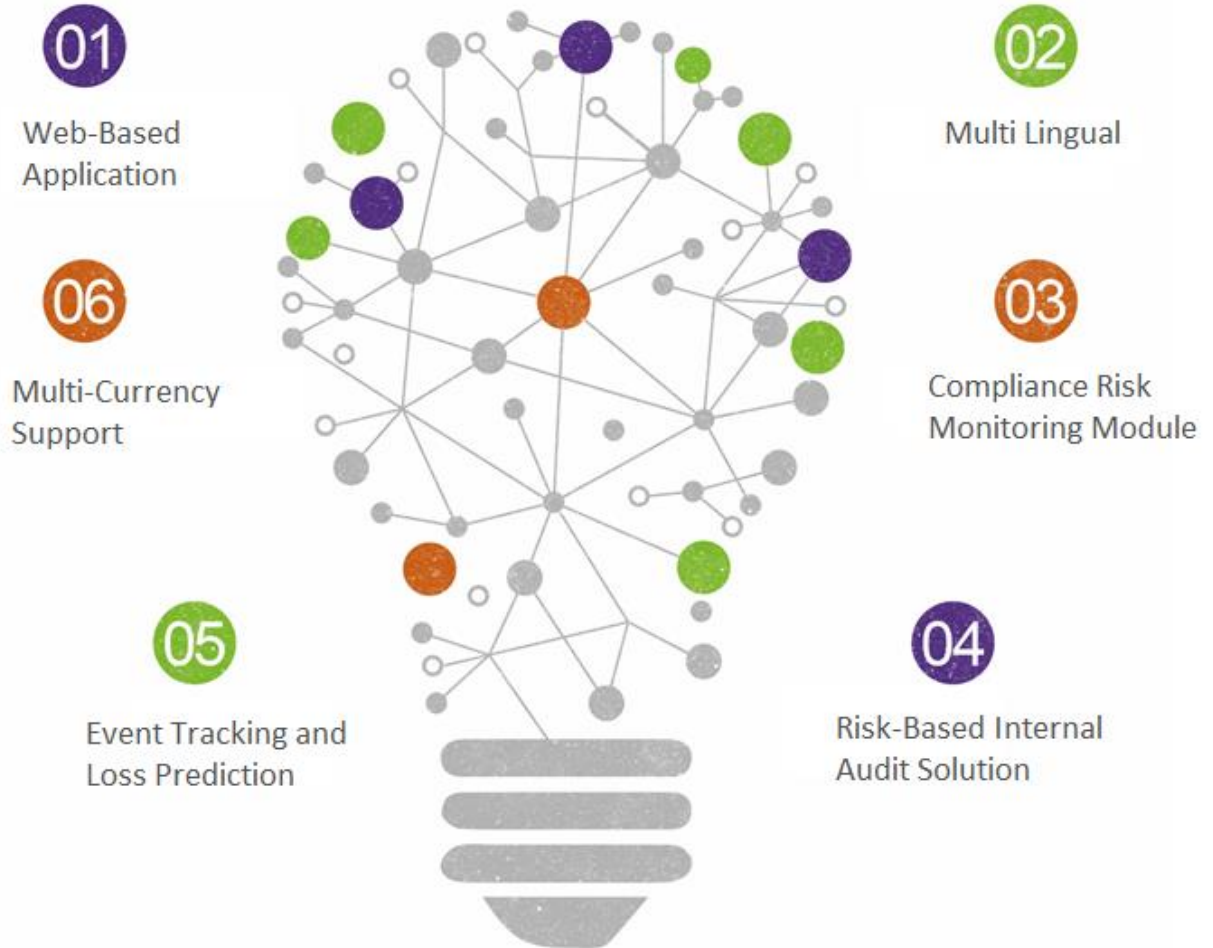 01
Web-Based
Application
02
Multi Lingual
03
Compliance Risk
Monitoring Module
04
Risk-Based Internal
Audit Solution
05
Event Tracking and
Loss Prediction
06
Multi-Currency
Support